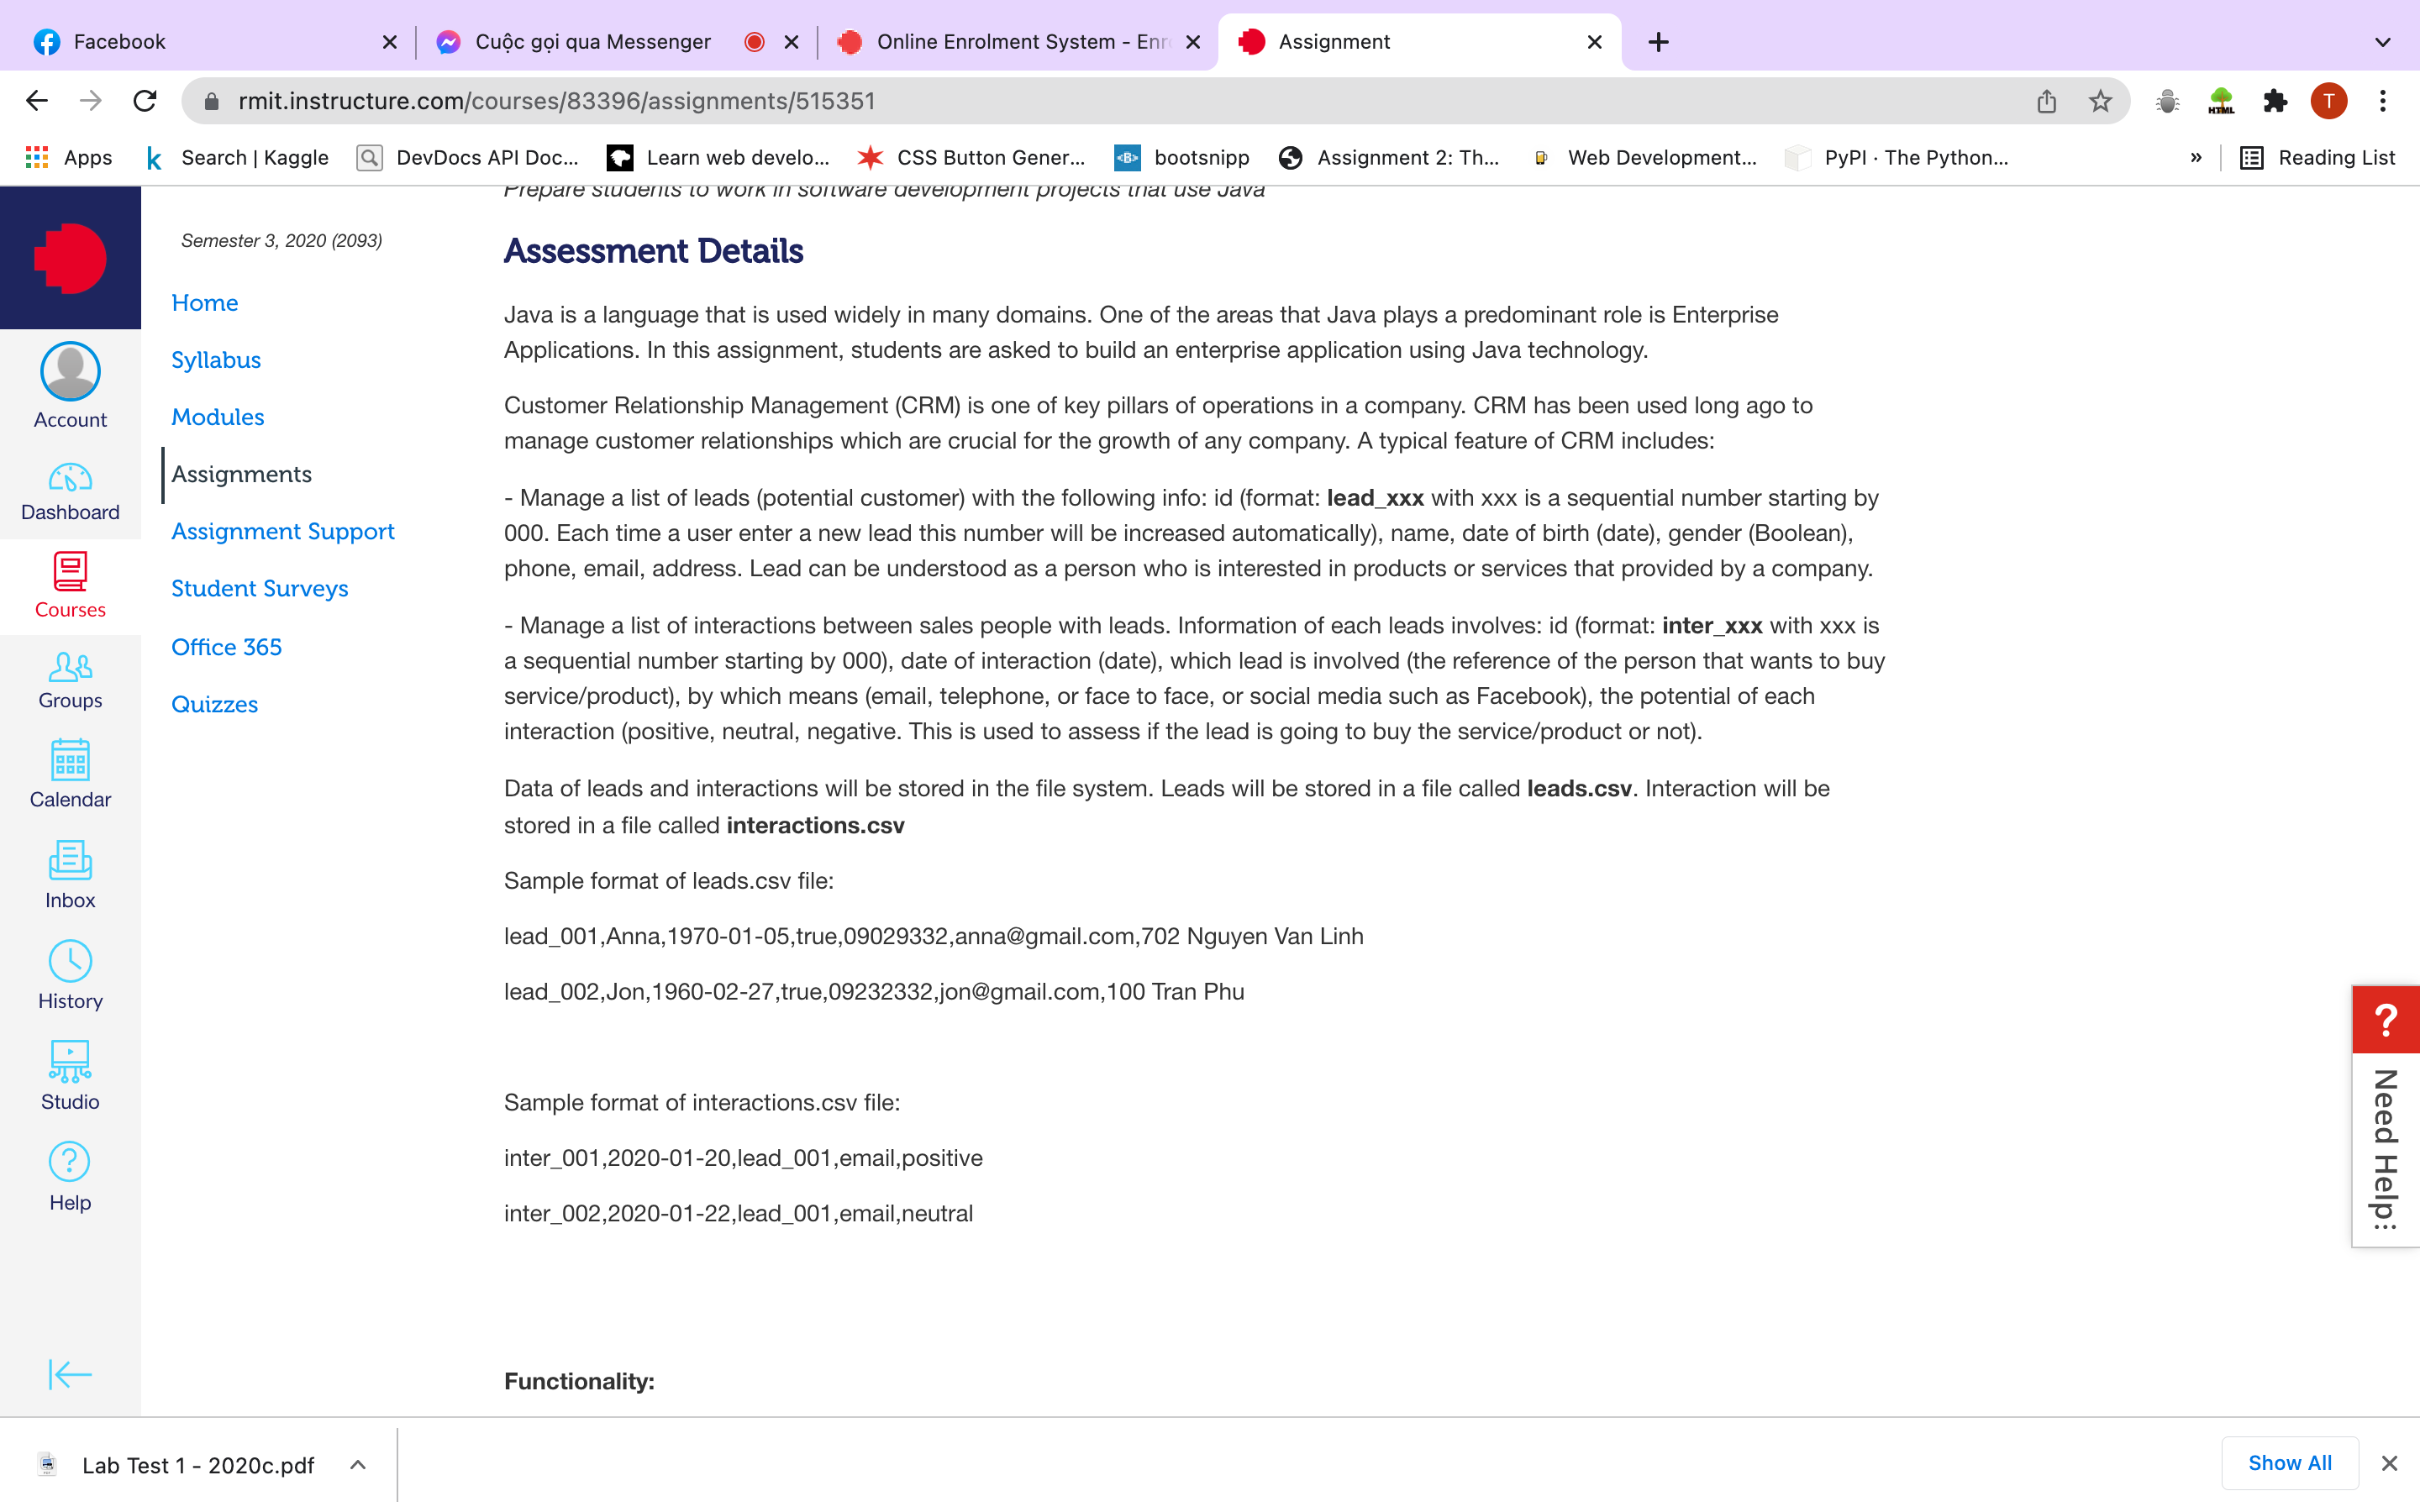 Facebook
Cuộc gọi qua Messenger
Online Enrolment System - Enr
Assignment
rmit.instructure.com/courses/83396/assignments/515351
T
Apps
Search | Kaggle
DevDocs API Doc...
Learn web develo...
CSS Button Gener...
bootsnipp
Assignment 2: Th...
Web Development...
PyPI · The Python...
»
Reading List
Prepare students to work in software development projects that use Java
Semester 3, 2020 (2093)
Home
Syllabus
Modules
Assignments
Assignment Support
Student Surveys
Office 365
Quizzes
Account
Dashboard
Courses
Groups
Calendar
Inbox
History
Studio
Help
Assessment Details
Java is a language that is used widely in many domains. One of the areas that Java plays a predominant role is Enterprise
Applications. In this assignment, students are asked to build an enterprise application using Java technology.
Customer Relationship Management (CRM) is one of key pillars of operations in a company. CRM has been used long ago to
manage customer relationships which are crucial for the growth of any company. A typical feature of CRM includes:
- Manage a list of leads (potential customer) with the following info: id (format: lead_xxx with xxx is a sequential number starting by
000. Each time a user enter a new lead this number will be increased automatically), name, date of birth (date), gender (Boolean),
phone, email, address. Lead can be understood as a person who is interested in products or services that provided by a company.
- Manage a list of interactions between sales people with leads. Information of each leads involves: id (format: inter_xxx with xxx is
a sequential number starting by 000), date of interaction (date), which lead is involved (the reference of the person that wants to buy
service/product), by which means (email, telephone, or face to face, or social media such as Facebook), the potential of each
interaction (positive, neutral, negative. This is used to assess if the lead is going to buy the service/product or not).
Data of leads and interactions will be stored in the file system. Leads will be stored in a file called leads.csv. Interaction will be
stored in a file called interactions.csv
Sample format of leads.csv file:
lead_001,Anna,1970-01-05,true,09029332,anna@gmail.com,702 Nguyen Van Linh
lead_002,Jon,1960-02-27,true,09232332,jon@gmail.com,100 Tran Phu
Sample format of interactions.csv file:
inter_001,2020-01-20,lead_001,email,positive
inter_002,2020-01-22,lead_001,email,neutral
Functionality:
?
Need Help?
Lab Test 1 - 2020c.pdf
Show All